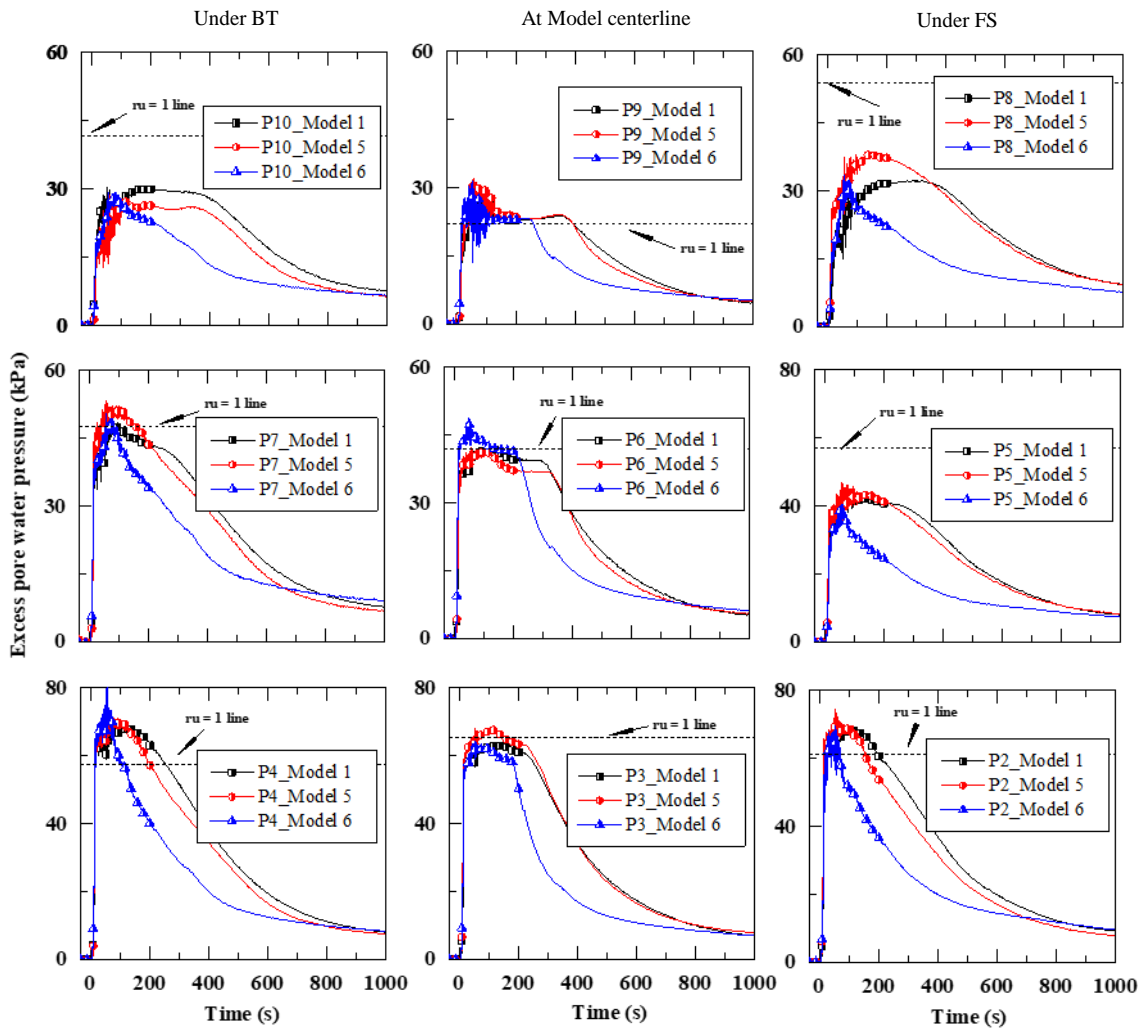 Under BT
At Model centerline
Under FS
Excess pore water pressure (kPa)
60
30
0
ru = 1 line
P10_Model 1
P10_Model 5
P10_Model 6
60
30
0
P9_Model 1
P9_Model 5
P9_Model 6
ru = 1 line
60
30
0
ru = 1 line
P8_Model 1
P8_Model 5
P8_Model 6
60
30
0
ru = 1 line
P7_Model 1
P7_Model 5
P7_Model 6
60
30
0
ru = 1 line
P6_Model 1
P6_Model 5
P6_Model 6
80
40
0
ru = 1 line
P5_Model 1
P5_Model 5
P5_Model 6
80
40
0
ru = 1 line
P4_Model 1
P4_Model 5
P4_Model 6
0 200 400 600 800 1000
Time (s)
80
40
0
ru = 1 line
P3_Model 1
P3_Model 5
P3_Model 6
0 200 400 600 800 1000
Time (s)
80
40
0
ru = 1 line
P2_Model 1
P2_Model 5
P2_Model 6
0 200 400 600 800 1000
Time (s)